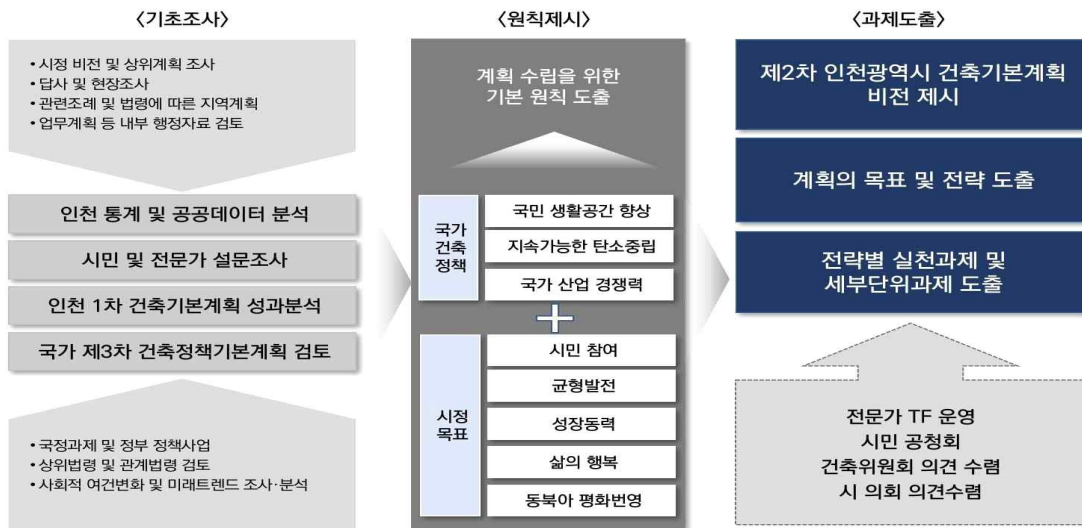 〈기초조사〉
• 시정 비전 및 상위계획 조사
• 답사 및 현장조사
• 관련조례 및 법령에 따른 지역계획
• 업무계획 등 내부 행정자료 검토
인천 통계 및 공공데이터 분석
시민 및 전문가 설문조사
인천 1차 건축기본계획 성과분석
국가 제3차 건축정책기본계획 검토
• 국정과제 및 정부 정책사업
• 상위법령 및 관계법령 검토
• 사회적 여건변화 및 미래트렌드 조사·분석
〈원칙제시〉
계획 수립을 위한
기본 원칙 도출
국가
건축
정책
국민 생활공간 향상
지속가능한 탄소중립
국가 산업 경쟁력
+
시정
목표
시민 참여
균형발전
성장동력
삶의 행복
동북아 평화번영
〈과제도출〉
제2차 인천광역시 건축기본계획
비전 제시
계획의 목표 및 전략 도출
전략별 실천과제 및
세부단위과제 도출
전문가 TF 운영
시민 공청회
건축위원회 의견 수렴
시 의회 의견수렴